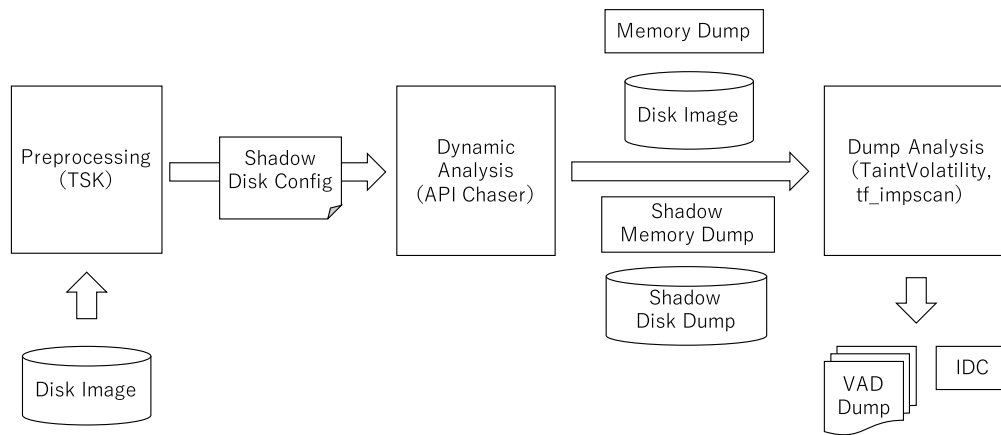 Preprocessing
(TSK)
Disk Image
Shadow
Disk Config
Dynamic
Analysis
(API Chaser)
Memory Dump
Disk Image
Shadow
Memory Dump
Shadow
Disk Dump
Dump Analysis
(TaintVolatility,
tf_impscan)
VAD
Dump
IDC